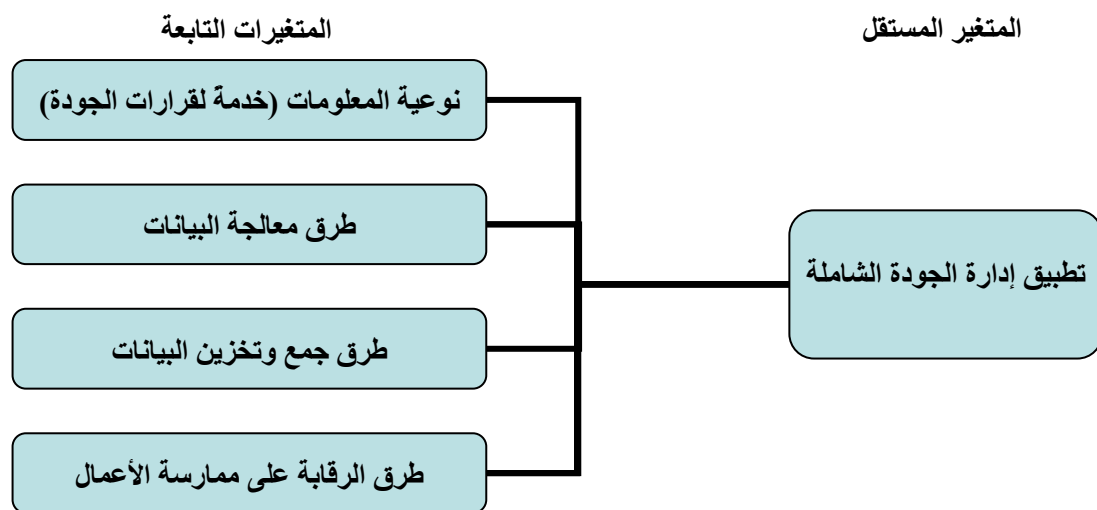 المتغير المستقل
المتغيرات التابعة
تطبيق إدارة الجودة الشاملة
نوعية المعلومات (خدمةً لقرارات الجودة)
طرق معالجة البيانات
طرق جمع وتخزين البيانات
طرق الرقابة على ممارسة الأعمال